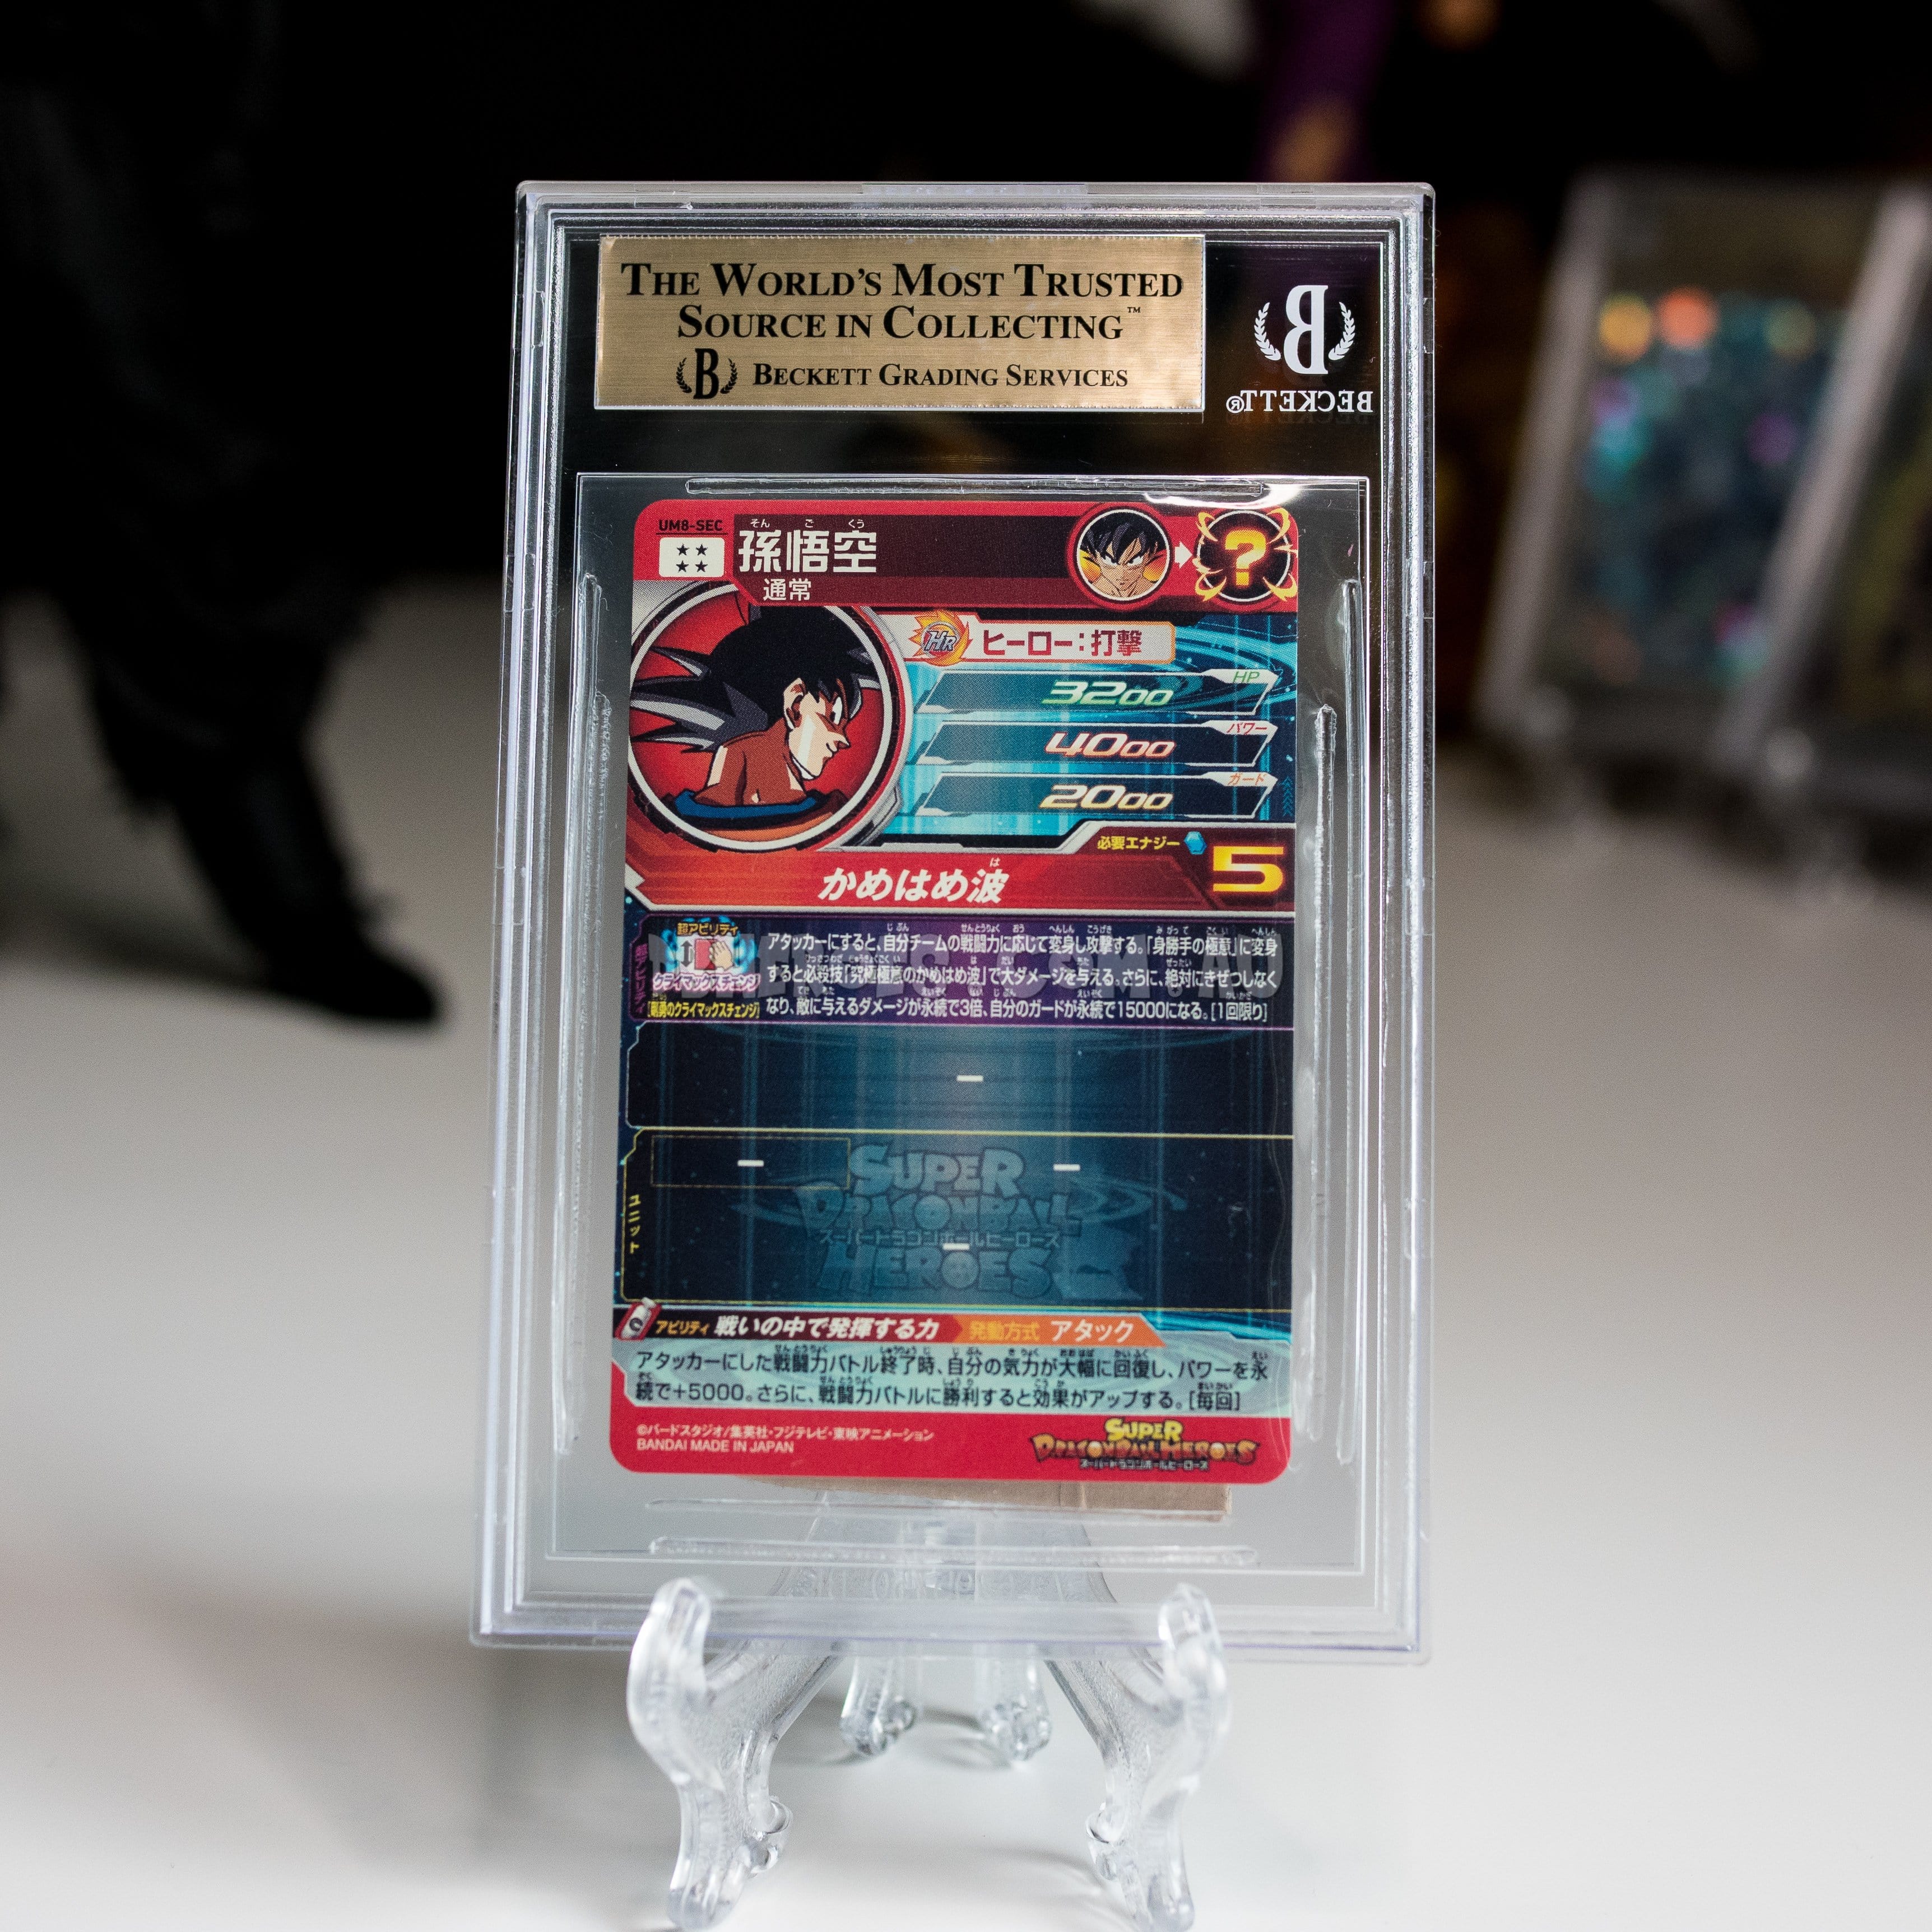 THE WORLD'S MOST TRUSTED
SOURCE IN COLLECTING™
B BECKETT GRADING SERVICES
B
BECKETT®
UM8-SEC
★★
★★
そん ご くう
孫悟空
通常
?
HR ヒーロー:打撃
HP
3200
パワー
4000
ガード
2000
必要エナジー 5
は
かめはめ波
超アビリティ
超アビリティ
クライマックスチェンジ
アタッカーにすると、自分チームの戦闘力に応じて変身し攻撃する。「身勝手の極意」に変身
すると必殺技「究極極意のかめはめ波」で大ダメージを与える。さらに、絶対にきぜつしなく
なり、敵に与えるダメージが永続で3倍、自分のガードが永続で15000になる。[1回限り]
-
ユニット
-
-
-
SUPER
DRAGONBALL
スーパードラゴンボールヒーローズ
HEROES
アビリティ 戦いの中で発揮する力 発動方式 アタック
アタッカーにした戦闘力バトル終了時、自分の気力が大幅に回復し、パワーを永
続で+5000。さらに、戦闘力バトルに勝利すると効果がアップする。[毎回]
©バードスタジオ/集英社・フジテレビ・東映アニメーション
BANDAI MADE IN JAPAN
SUPER
DRAGONBALL HEROES
スーパードラゴンボールヒーローズ